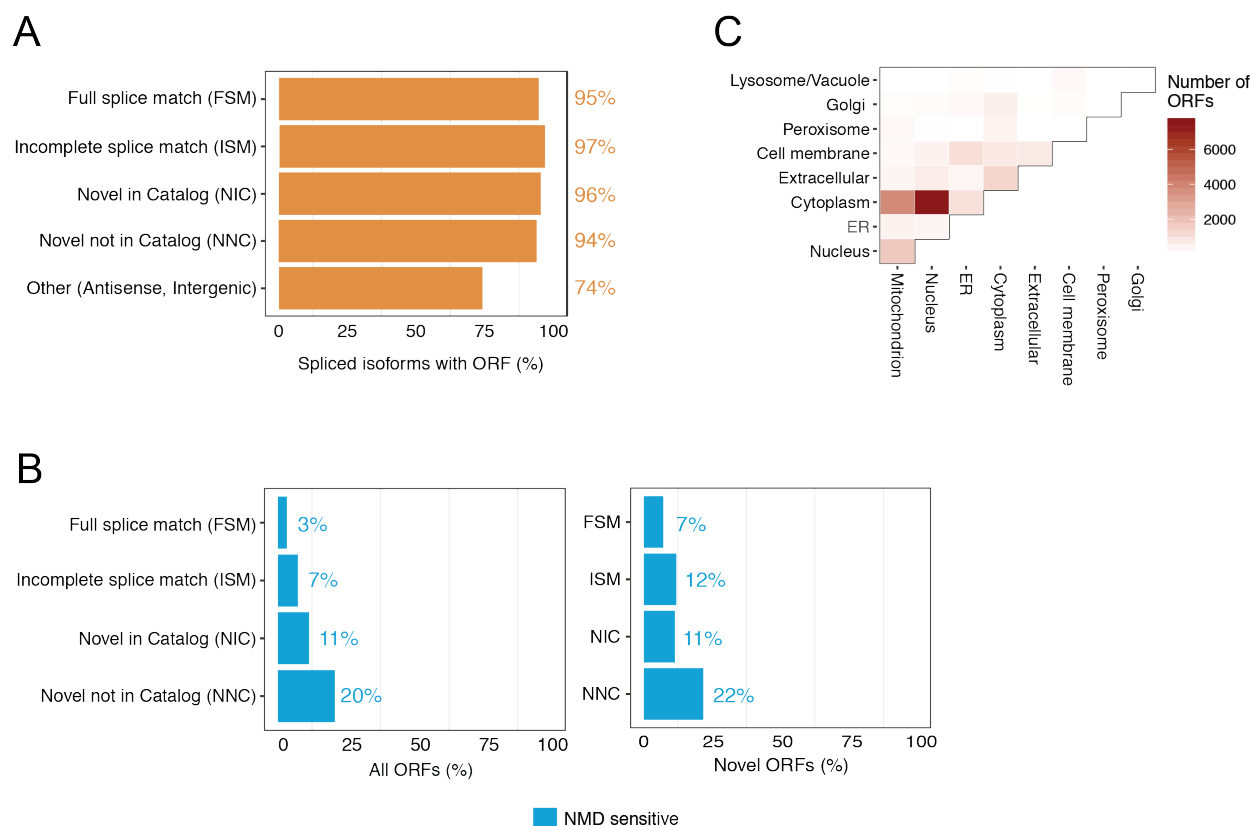 A
Full splice match (FSM)
95%
Incomplete splice match (ISM)
97%
Novel in Catalog (NIC)
96%
Novel not in Catalog (NNC)
94%
Other (Antisense, Intergenic)
74%
0 25 50 75 100
Spliced isoforms with ORF (%)
C
Lysosome/Vacuole
Golgi
Peroxisome
Cell membrane
Extracellular
Cytoplasm
ER
Nucleus
Mitochondrion
Nucleus
ER
Cytoplasm
Extracellular
Cell membrane
Peroxisome
Golgi
Number of
ORFs
6000
4000
2000
B
Full splice match (FSM)
3%
Incomplete splice match (ISM)
7%
Novel in Catalog (NIC)
11%
Novel not in Catalog (NNC)
20%
0 25 50 75 100
All ORFs (%)
FSM
7%
ISM
12%
NIC
11%
NNC
22%
0 25 50 75 100
Novel ORFs (%)
NMD sensitive